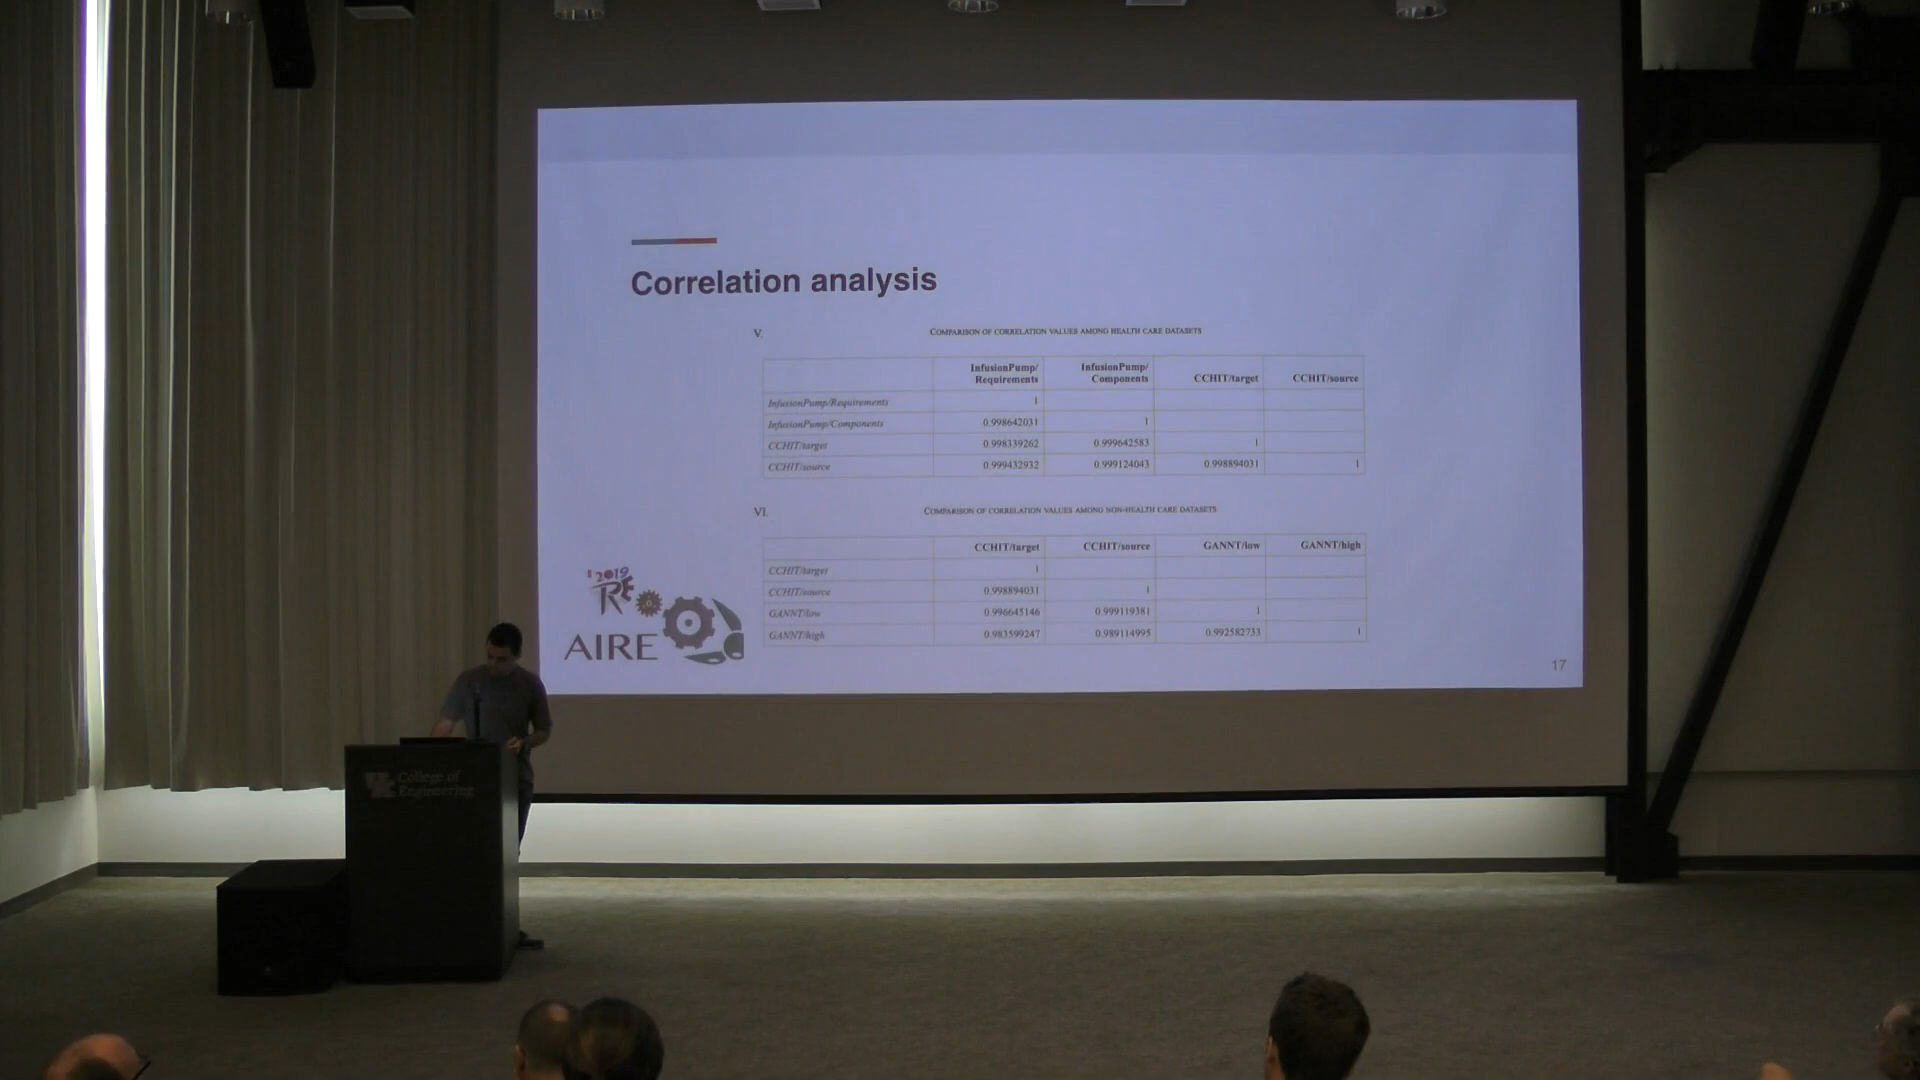 Correlation analysis
V. COMPARISON OF CORRELATION VALUES AMONG HEALTH CARE DATASETS
InfusionPump/ InfusionPump/
Requirements Components CCHIT/target CCHIT/source
InfusionPump/Requirements 1
InfusionPump/Components 0.998642031 1
CCHIT/target 0.998339262 0.999642583 1
CCHIT/source 0.999432932 0.999124043 0.998894031 1
VI. COMPARISON OF CORRELATION VALUES AMONG NON-HEALTH CARE DATASETS
CCHIT/target CCHIT/source GANNT/low GANNT/high
CCHIT/target 1
CCHIT/source 0.998894031 1
GANNT/low 0.996645146 0.999119381 1
GANNT/high 0.983599247 0.989114995 0.992582733 1
2019
RE
AIRE
17
College of
Engineering